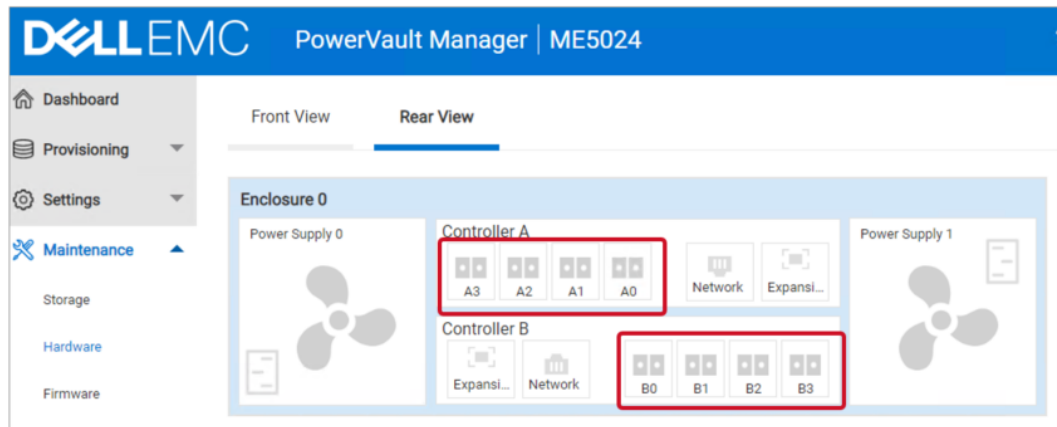 DELLEMC PowerVault Manager | ME5024
Dashboard
Provisioning
Settings
Maintenance
Storage
Hardware
Firmware
Front View Rear View
Enclosure 0
Power Supply 0
Controller A
A3 A2 A1 A0 Network Expansi...
Controller B
Expansi... Network B0 B1 B2 B3
Power Supply 1